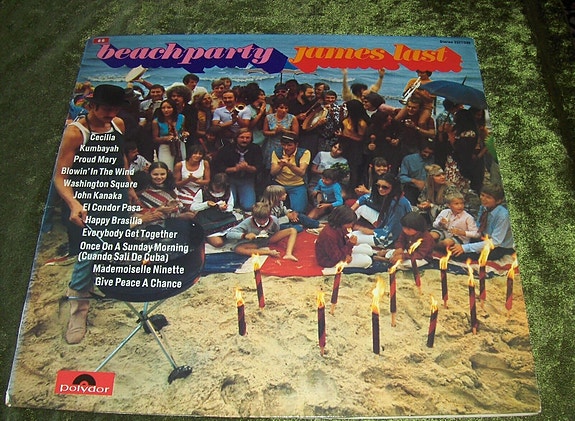 beachparty james last
Cecilia
Kumbayah
Proud Mary
Blowin' In The Wind
Washington Square
John Kanaka
El Condor Pasa
Happy Brasilia
Everybody Get Together
Once On A Sunday Morning
(Cuando Sali De Cuba)
Mademoiselle Ninette
Give Peace A Chance
polydor